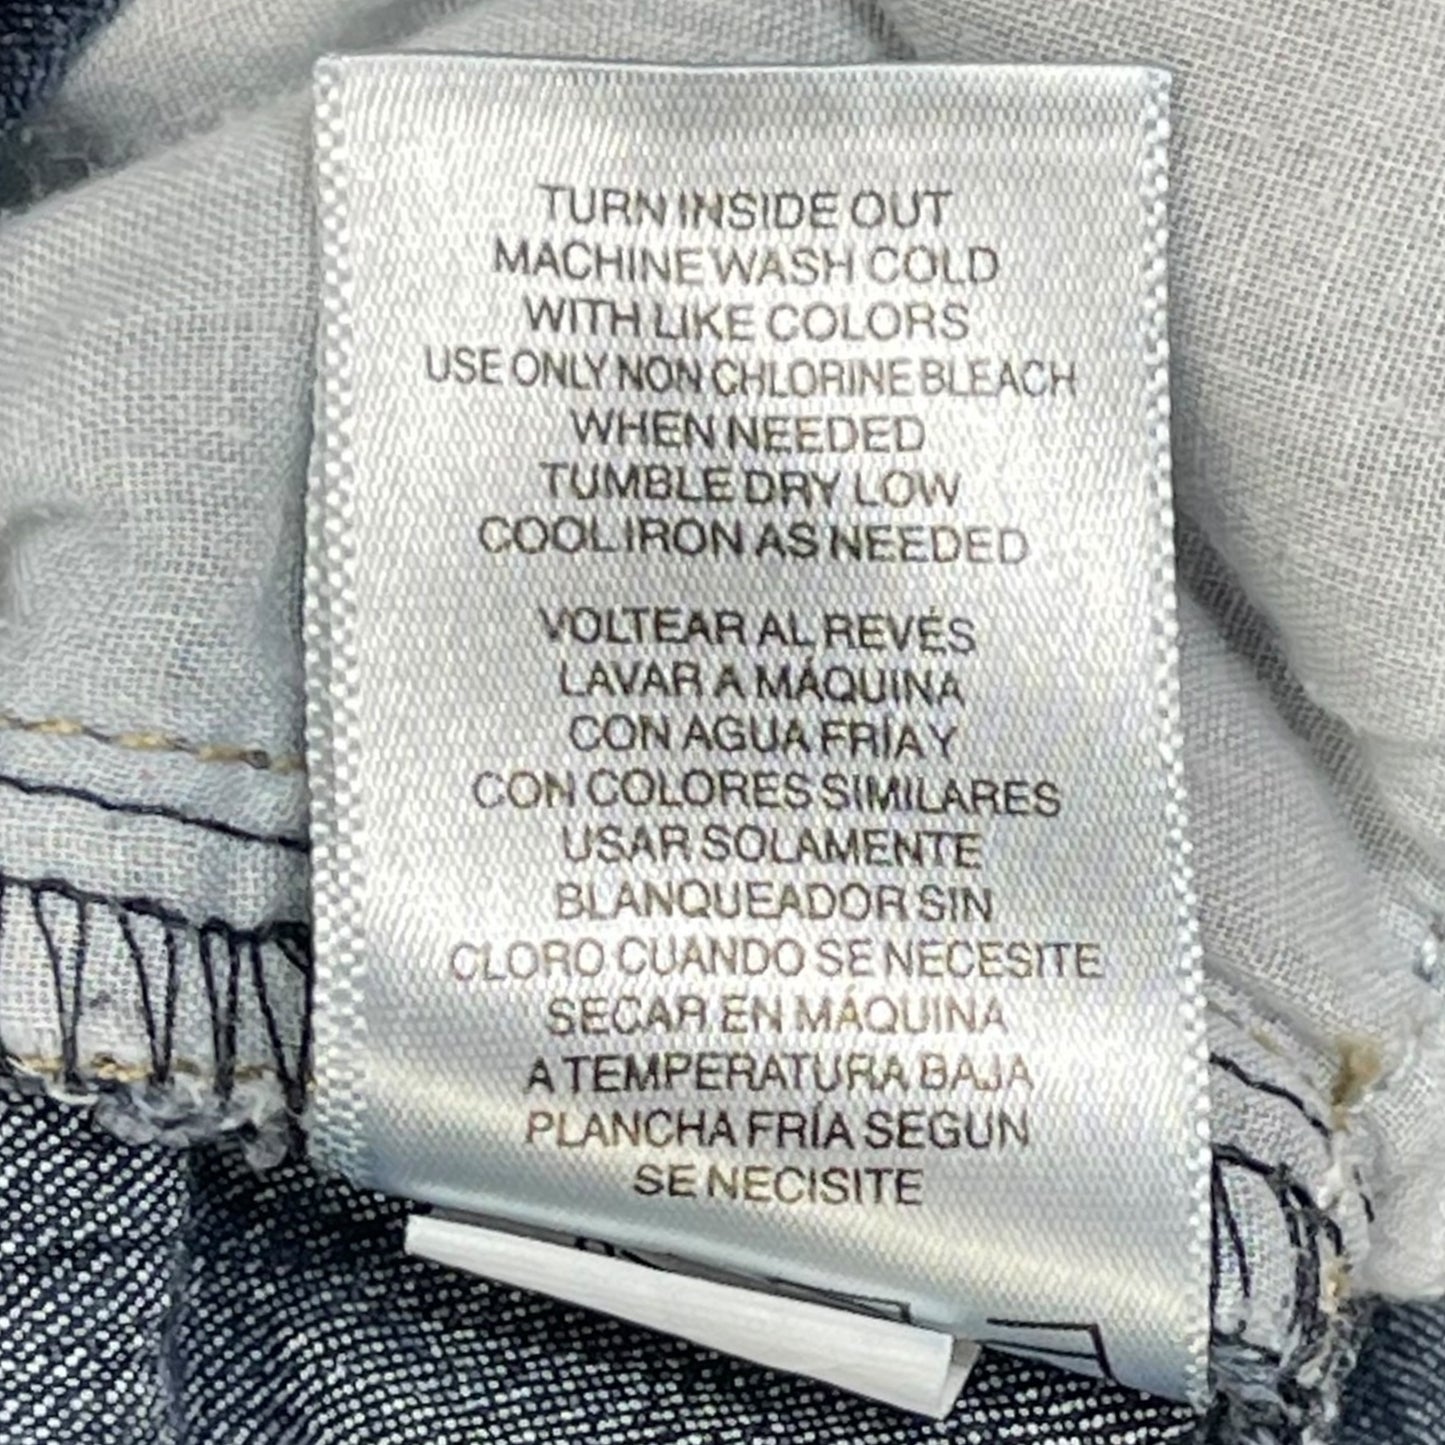 TURN INSIDE OUT
MACHINE WASH COLD
WITH LIKE COLORS
USE ONLY NON CHLORINE BLEACH
WHEN NEEDED
TUMBLE DRY LOW
COOL IRON AS NEEDED
VOLTEAR AL REVÉS
LAVAR A MÁQUINA
CON AGUA FRÍA Y
CON COLORES SIMILARES
USAR SOLAMENTE
BLANQUEADOR SIN
CLORO CUANDO SE NECESITE
SECAR EN MÁQUINA
A TEMPERATURA BAJA
PLANCHA FRÍA SEGUN
SE NECISITE